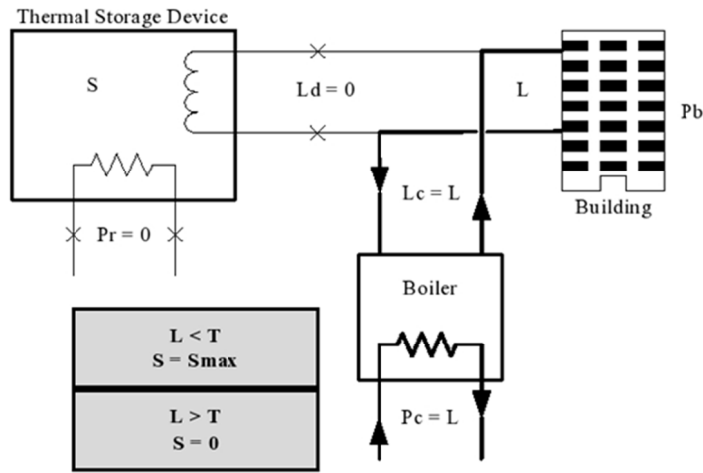 Thermal Storage Device
S
Ld = 0
L
Pb
Lc = L
Building
Pr = 0
Boiler
L < T
S = Smax
Pc = L
L > T
S = 0